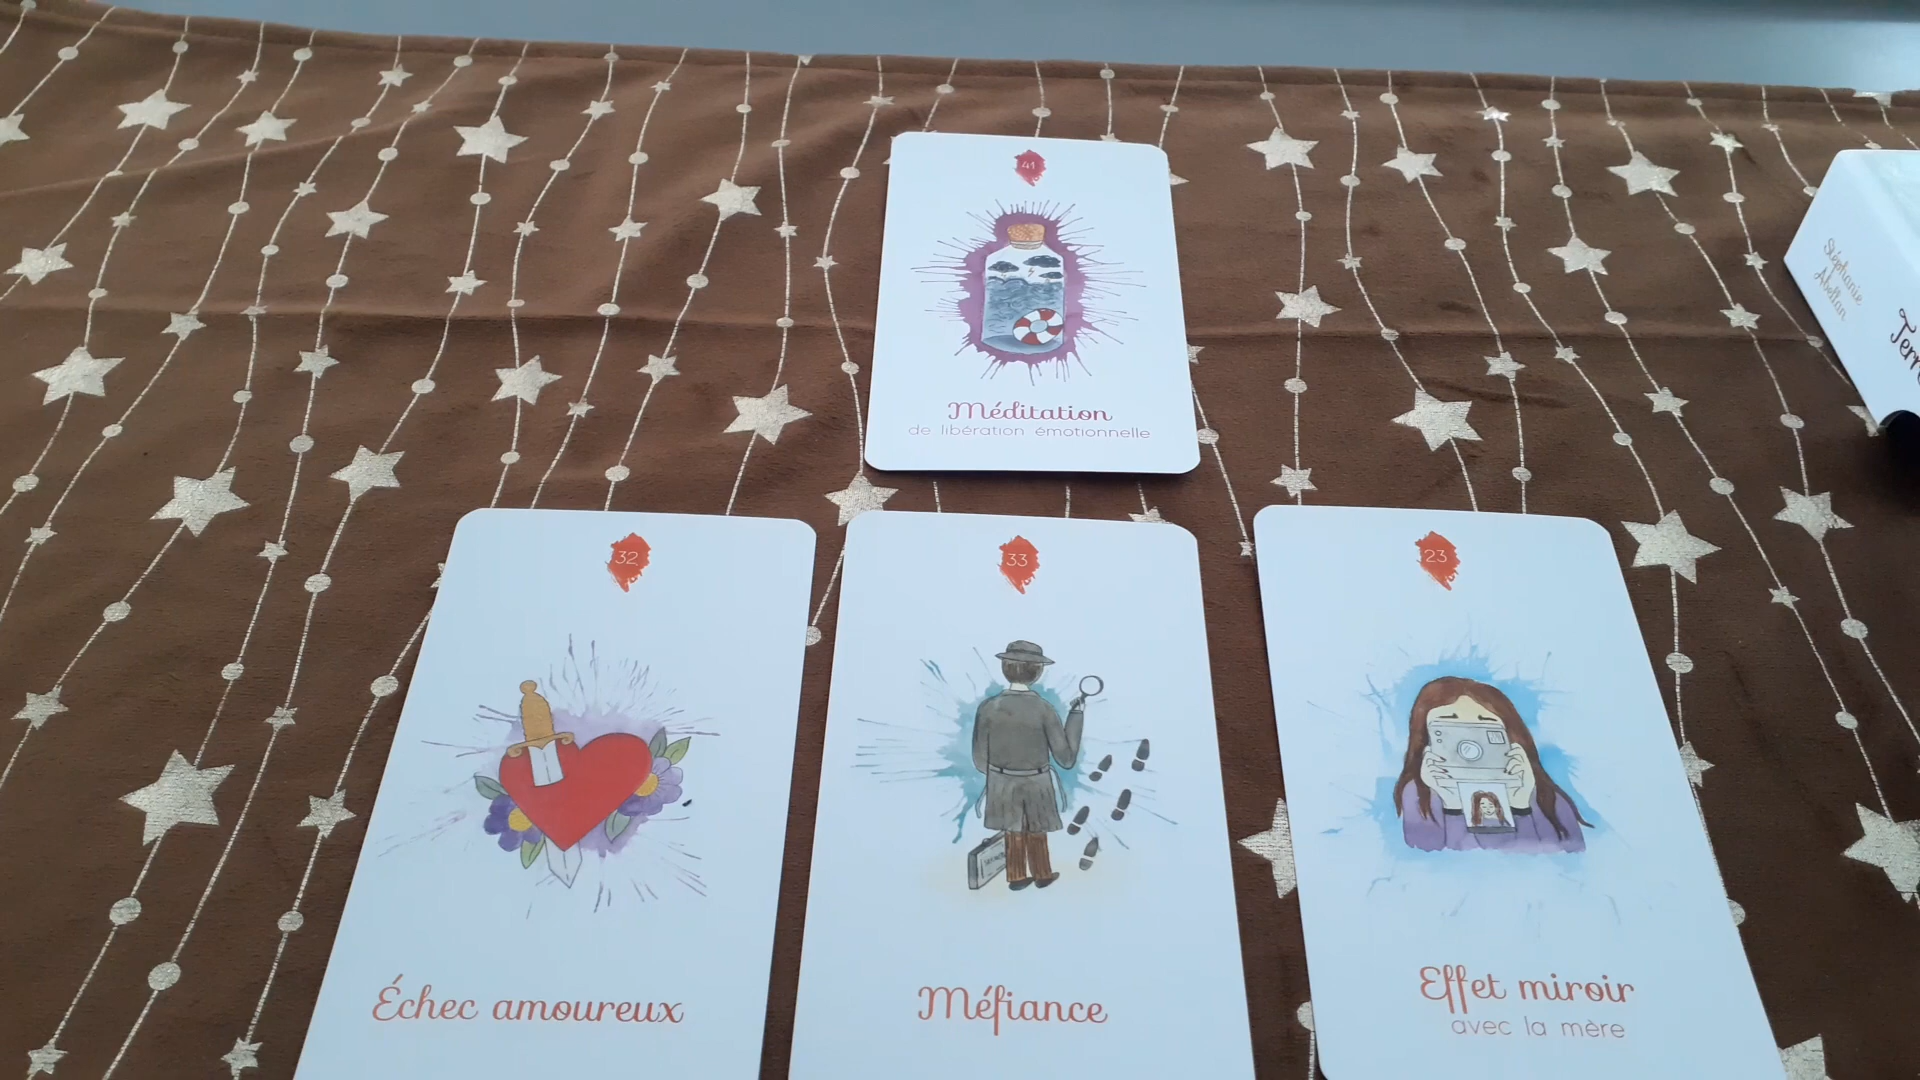 41
Méditation
de libération émotionnelle
32
Échec amoureux
33
Méfiance
23
Effet miroir
avec la mère
Stéphanie
Abellan